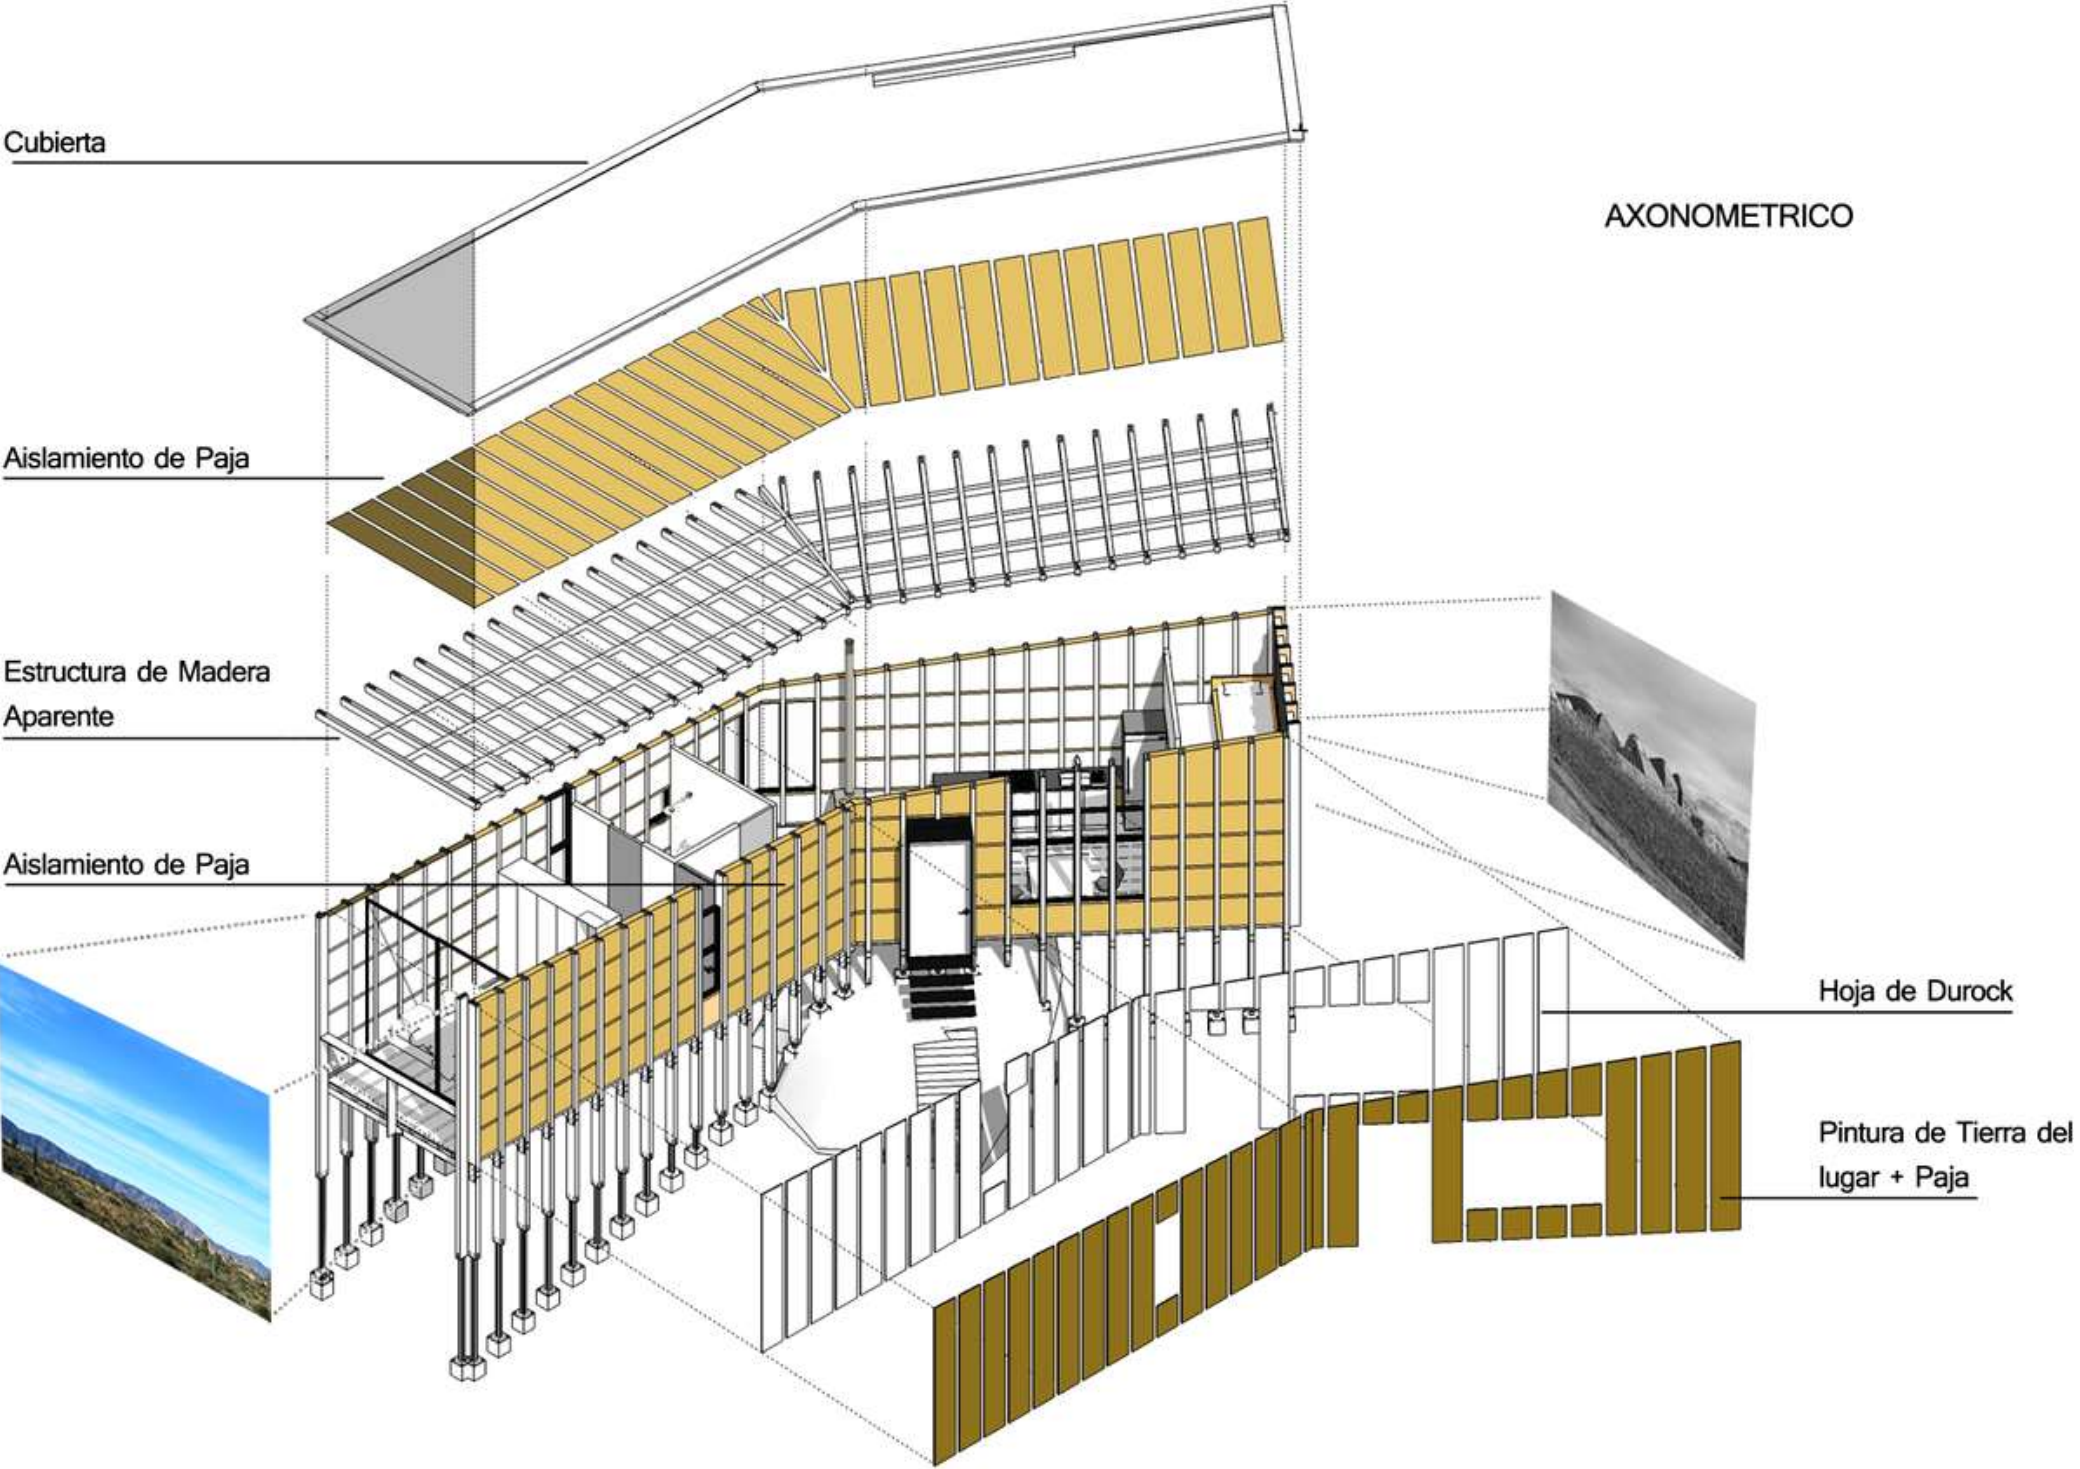 Cubierta
AXONOMETRICO
Aislamiento de Paja
Estructura de Madera
Aparente
Aislamiento de Paja
Hoja de Durock
Pintura de Tierra del
lugar + Paja